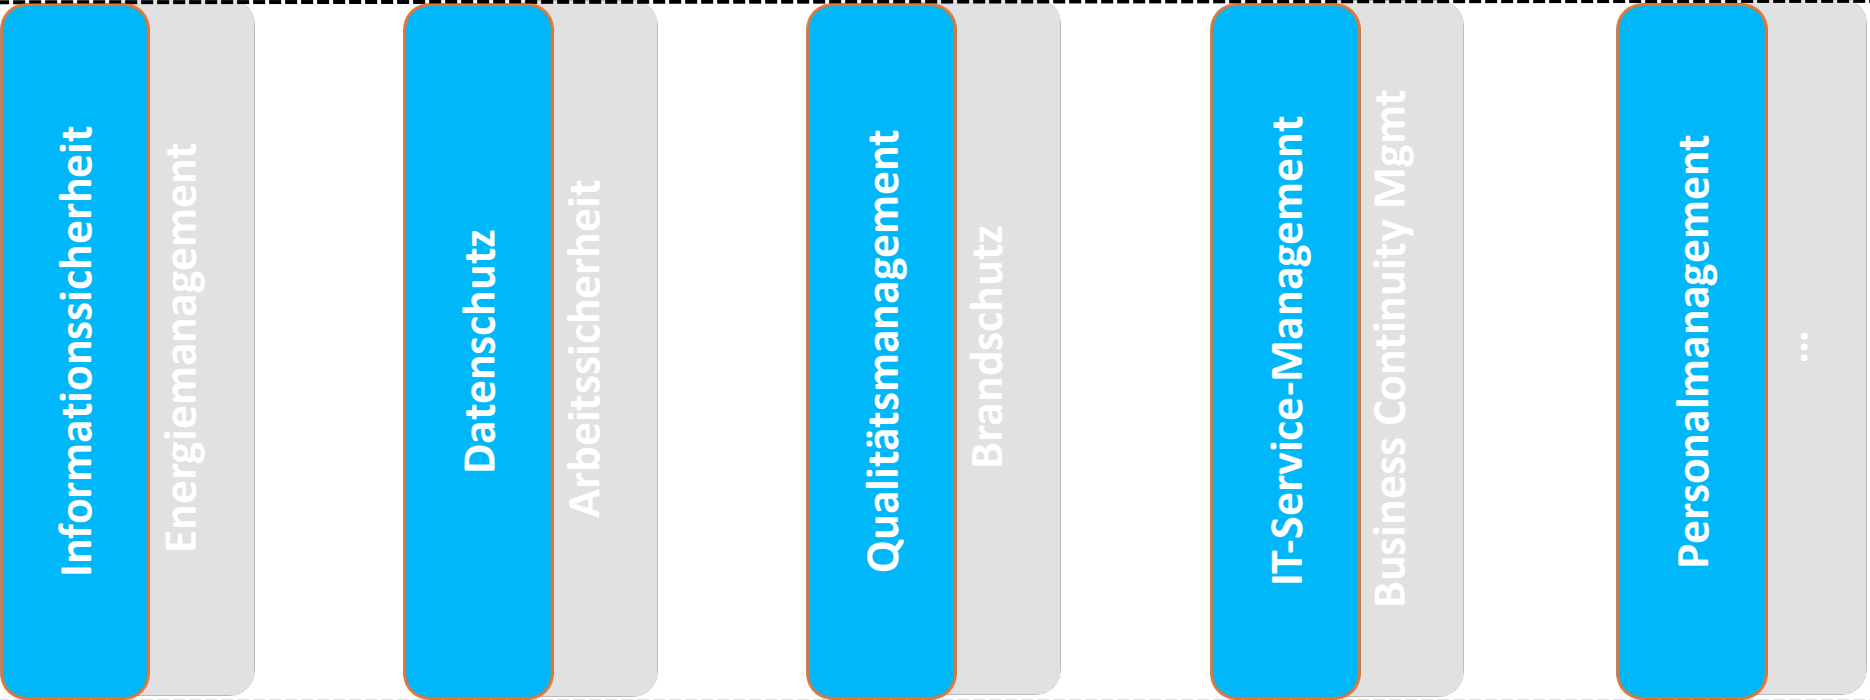 Informationssicherheit
Energiemanagement
Datenschutz
Arbeitssicherheit
Qualitätsmanagement
Brandschutz
IT-Service-Management
Business Continuity Mgmt
Personalmanagement
...